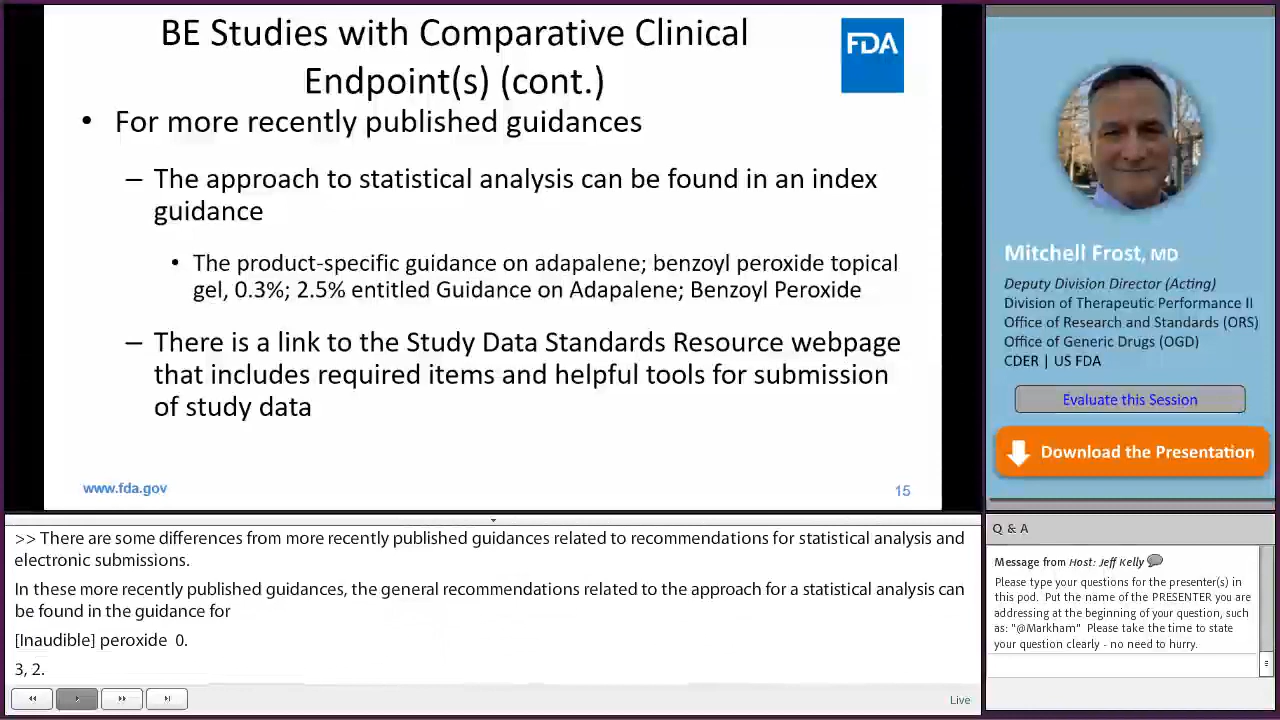 BE Studies with Comparative Clinical
Endpoint(s) (cont.)
FDA
• For more recently published guidances
– The approach to statistical analysis can be found in an index
guidance
• The product-specific guidance on adapalene; benzoyl peroxide topical
gel, 0.3%; 2.5% entitled Guidance on Adapalene; Benzoyl Peroxide
– There is a link to the Study Data Standards Resource webpage
that includes required items and helpful tools for submission
of study data
www.fda.gov
15
Mitchell Frost, MD
Deputy Division Director (Acting)
Division of Therapeutic Performance II
Office of Research and Standards (ORS)
Office of Generic Drugs (OGD)
CDER | US FDA
Evaluate this Session
Download the Presentation
>> There are some differences from more recently published guidances related to recommendations for statistical analysis and
electronic submissions.
In these more recently published guidances, the general recommendations related to the approach for a statistical analysis can
be found in the guidance for
[Inaudible] peroxide 0.
3, 2.
Live
Q & A
Message from Host: Jeff Kelly
Please type your questions for the presenter(s) in
this pod. Put the name of the PRESENTER you are
addressing at the beginning of your question, such
as: "@Markham" Please take the time to state
your question clearly - no need to hurry.